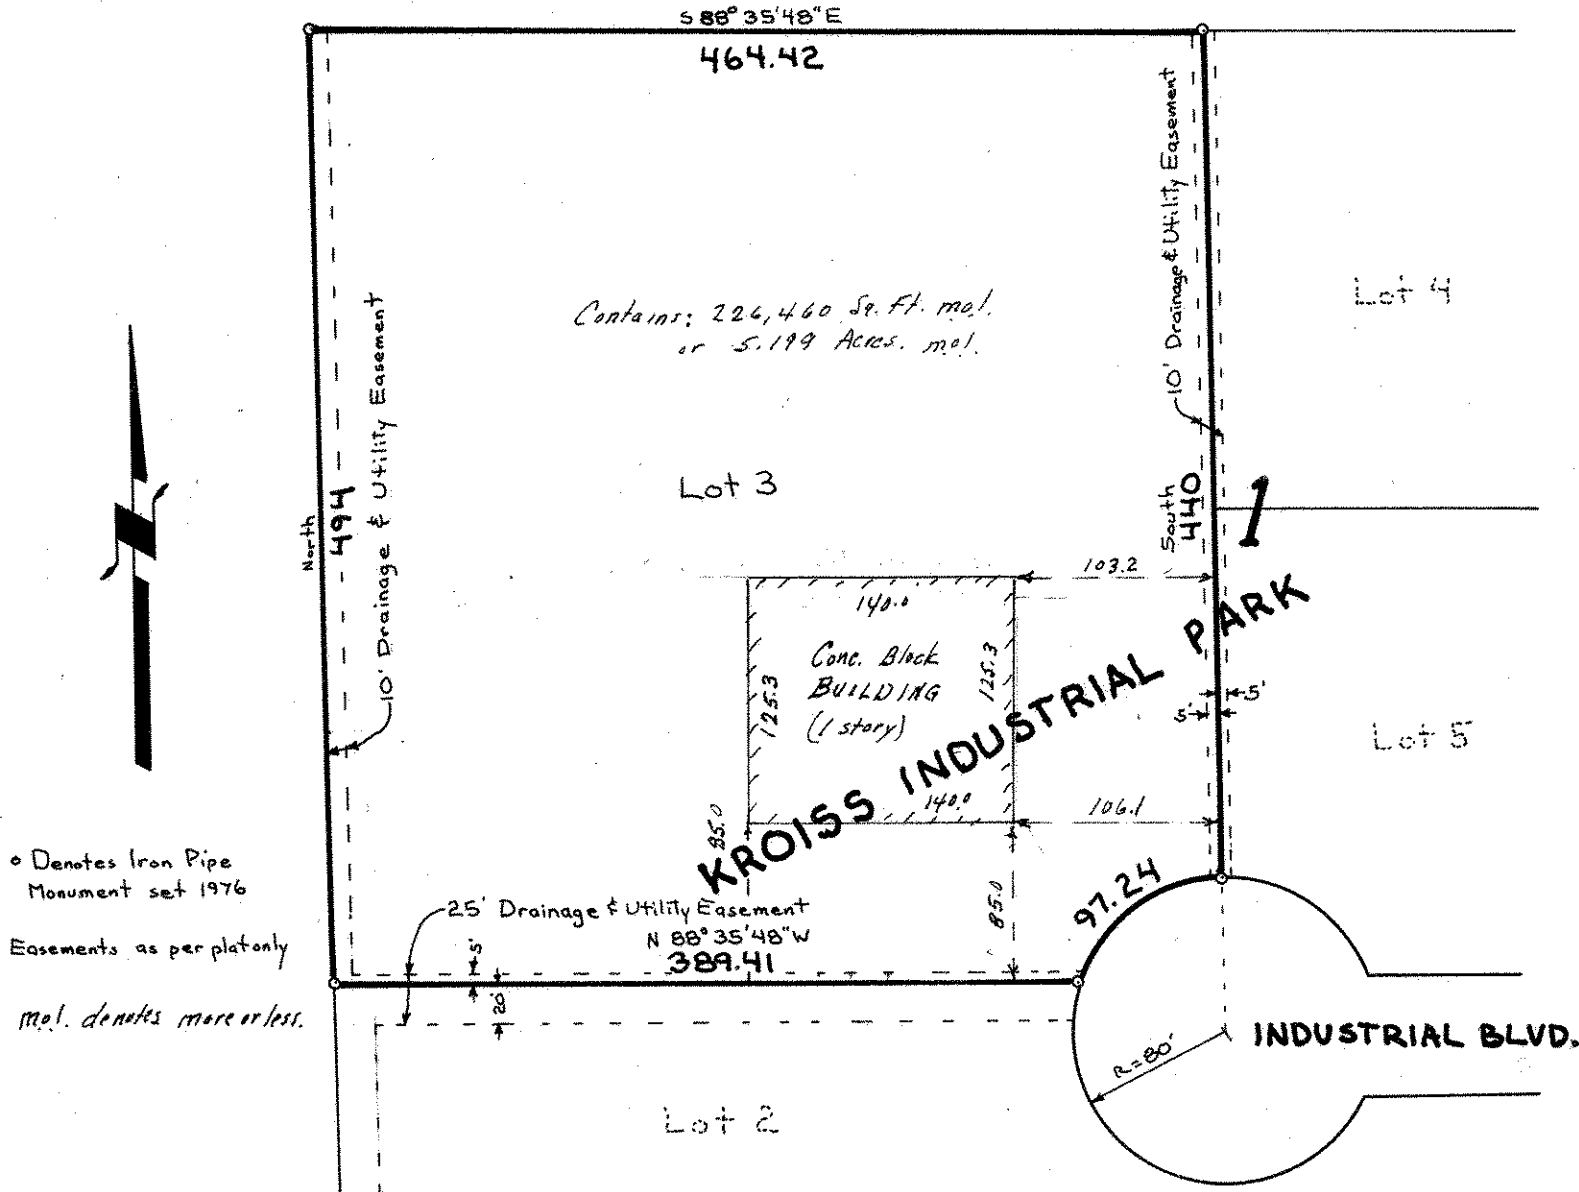 S 88° 35' 48" E
464.42
10' Drainage & Utility Easement
Contains: 226,460 Sq. Ft. mol.
or 5.199 Acres. mol.
Lot 4
North
494
10' Drainage & Utility Easement
Lot 3
South
440
1
103.2
140.0
Conc. Block
BUILDING
(1 story)
125.3
125.3
KROISS INDUSTRIAL PARK
5'
5'
Lot 5
140.0
106.1
85.0
85.0
97.24
° Denotes Iron Pipe
Monument set 1976
Easements as per plat only
mol. denotes more or less.
25' Drainage & Utility Easement
N 88° 35' 48" W
389.41
5'
20'
R=80'
INDUSTRIAL BLVD.
Lot 2